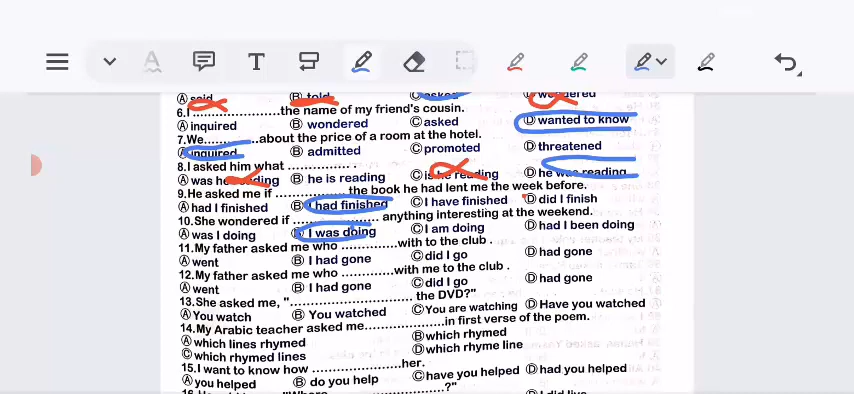 Ⓐ said Ⓑ told Ⓒ asked Ⓓ wondered
6.I ........................the name of my friend's cousin.
Ⓐ inquired Ⓑ wondered Ⓒ asked Ⓓ wanted to know
7.We..............about the price of a room at the hotel.
Ⓐ inquired Ⓑ admitted Ⓒ promoted Ⓓ threatened
8.I asked him what ................ .
Ⓐ was he reading Ⓑ he is reading Ⓒ is he reading Ⓓ he was reading
9.He asked me if .................. the book he had lent me the week before.
Ⓐ had I finished Ⓑ I had finished Ⓒ I have finished Ⓓ did I finish
10.She wondered if ...................... anything interesting at the weekend.
Ⓐ was I doing Ⓑ I was doing Ⓒ I am doing Ⓓ had I been doing
11.My father asked me who ..............with to the club .
Ⓐ went Ⓑ I had gone Ⓒ did I go Ⓓ had gone
12.My father asked me who ..............with me to the club .
Ⓐ went Ⓑ I had gone Ⓒ did I go Ⓓ had gone
13.She asked me, "............................... the DVD?"
Ⓐ You watch Ⓑ You watched Ⓒ You are watching Ⓓ Have you watched
14.My Arabic teacher asked me....................in first verse of the poem.
Ⓐ which lines rhymed Ⓑ which rhymed
Ⓒ which rhymed lines Ⓓ which rhyme line
15.I want to know how ......................her.
Ⓐ you helped Ⓑ do you help Ⓒ have you helped Ⓓ had you helped